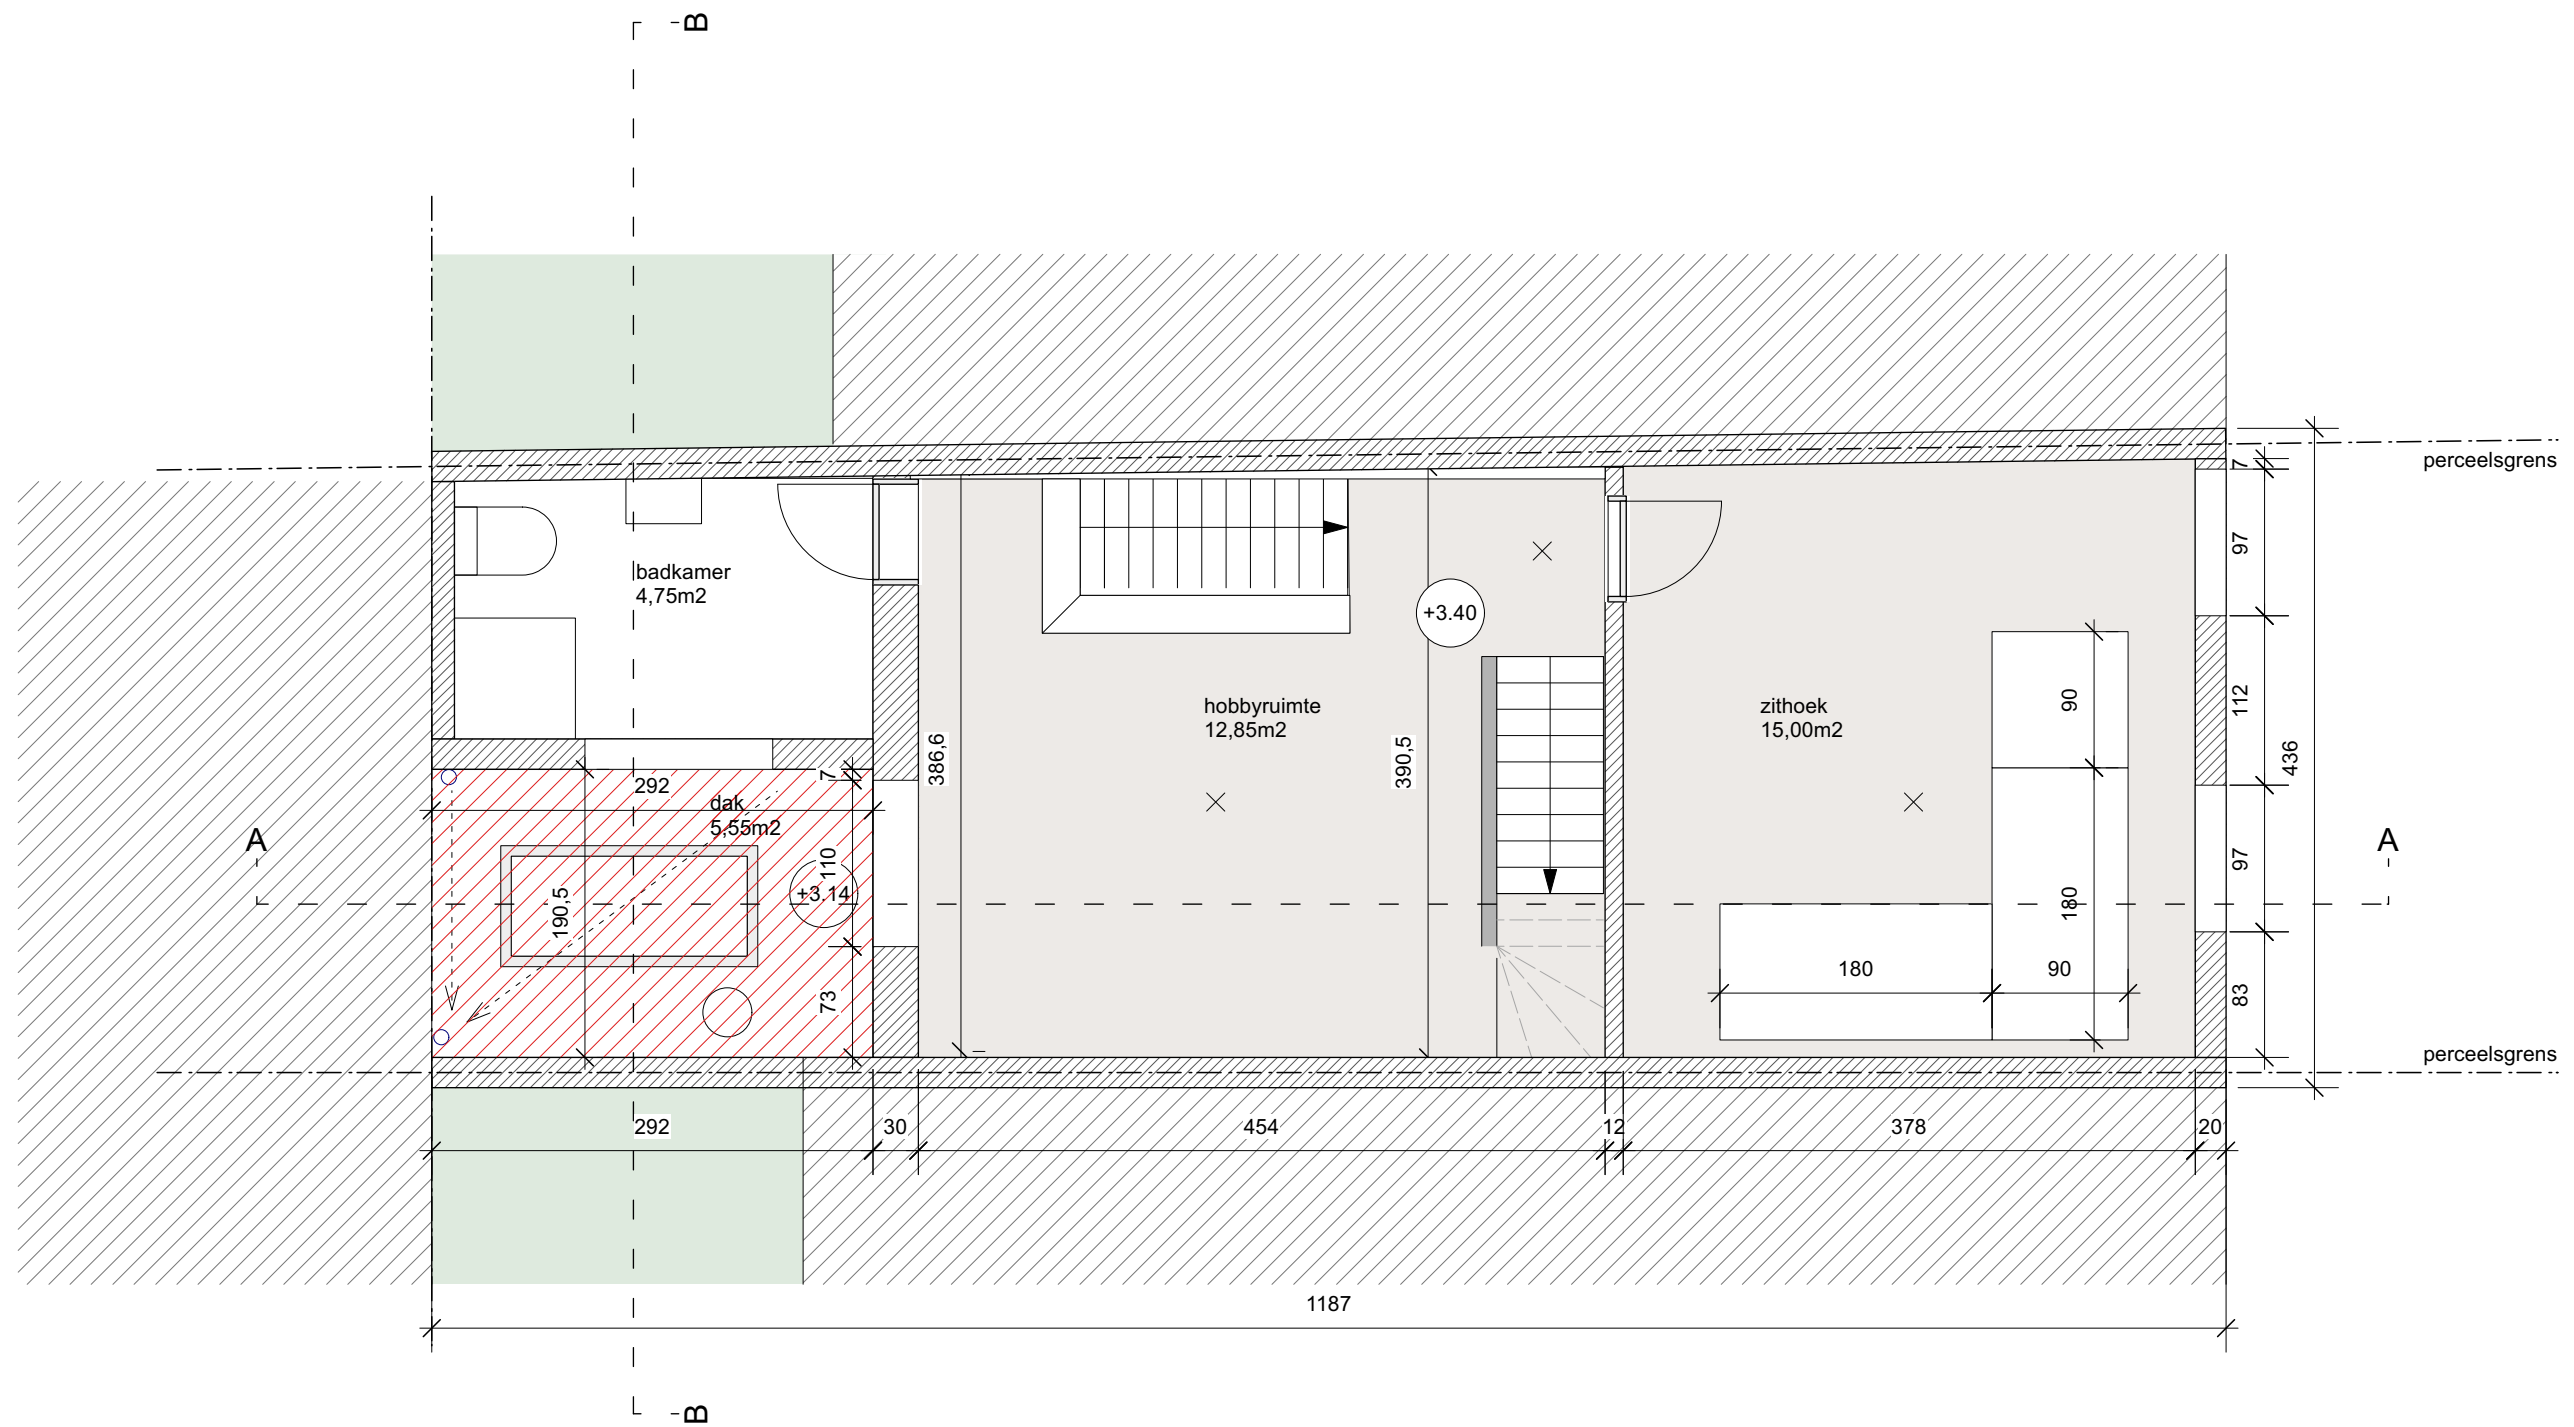 B
perceelsgrens
7
97
badkamer
4,75m2
+3.40
hobbyruimte
12,85m2
zithoek
15,00m2
90
112
436
386,6
390,5
292
7
dak
5,55m2
A
A
110
97
+3.14
190,5
180
180
90
73
83
perceelsgrens
292
30
454
12
378
20
1187
B